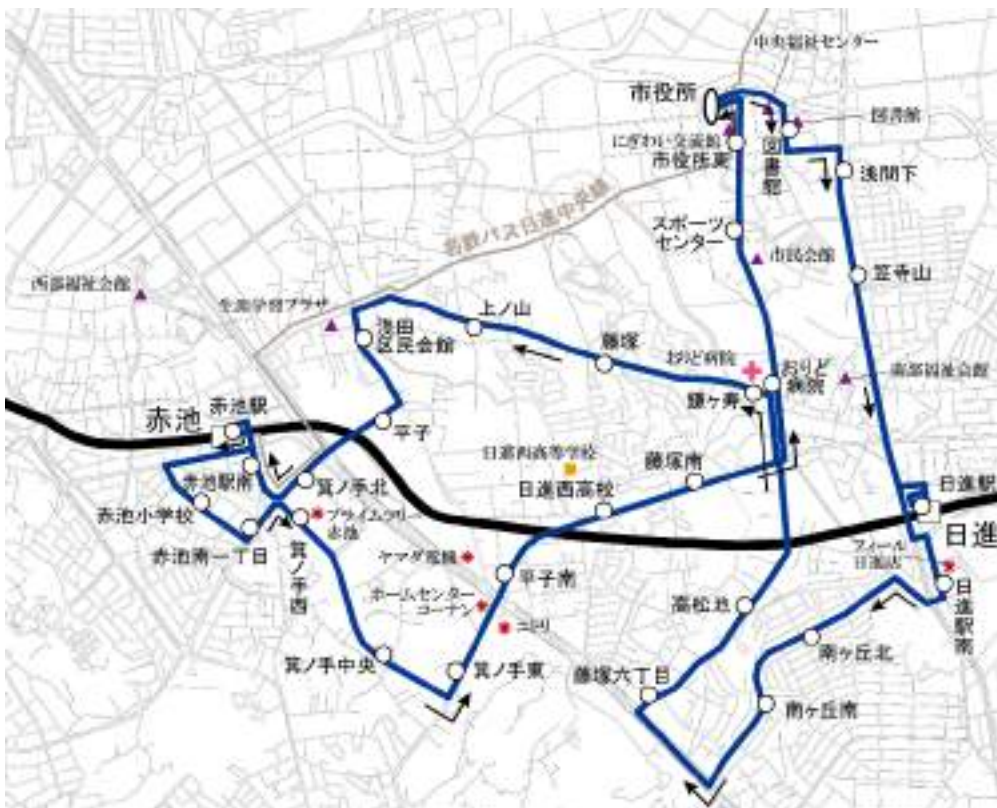 中央福祉センター
市役所
図書館
にぎわい交流館
市役所東
図書館
浅間下
スポーツ
センター
市民会館
笠寺山
名鉄バス日進中央線
西部福祉会館
生涯学習プラザ
浅田
区民会館
上ノ山
藤塚
おりど病院
おりど
病院
鎌ヶ寿
南部福祉会館
赤池
赤池駅
平子
日進西高等学校
日進西高校
藤塚南
赤池駅南
箕ノ手北
赤池小学校
プライムツリー
赤池
赤池南一丁目
箕ノ手西
日進駅
日進
フィール
日進店
日進駅南
ヤマダ電機
平子南
ホームセンター
コーナン
ニトリ
高松池
箕ノ手中央
箕ノ手東
藤塚六丁目
南ヶ丘北
南ヶ丘南